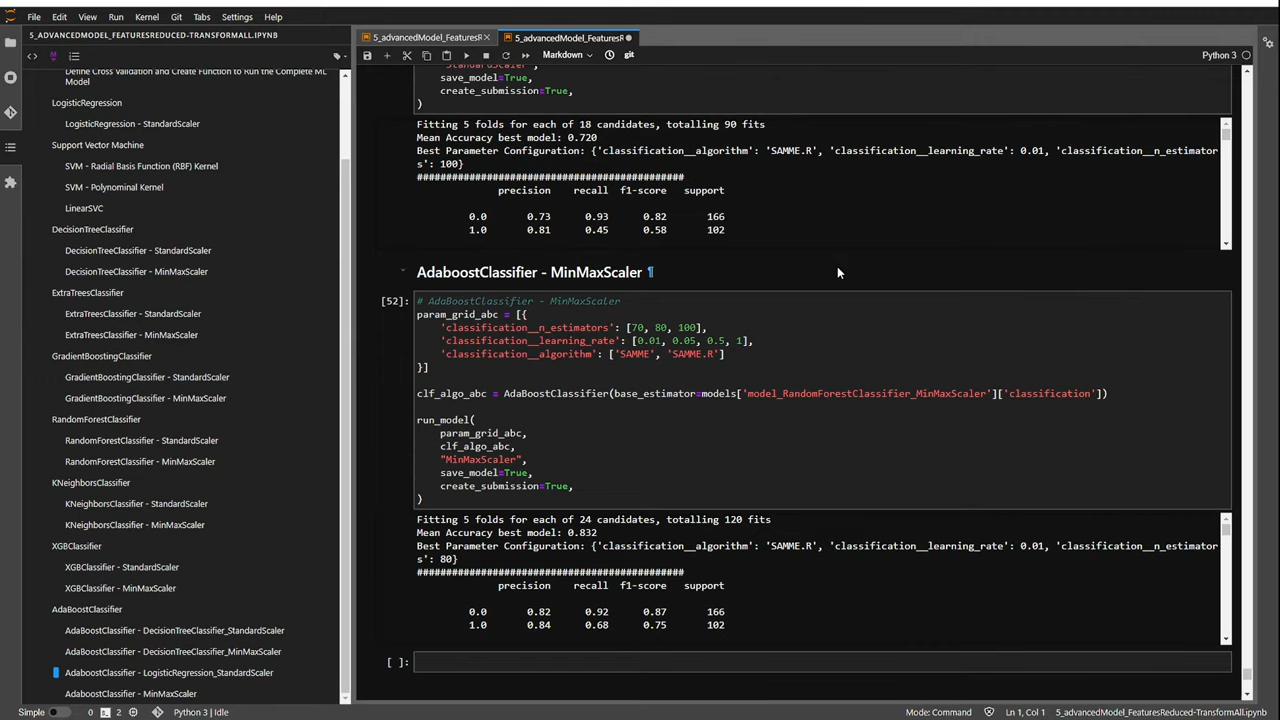 File Edit View Run Kernel Git Tabs Settings Help
5_ADVANCEDMODEL_FEATURESREDUCED-TRANSFORMALL.IPYNB
Define Cross Validation and Create Function to Run the Complete ML
Model
LogisticRegression
LogisticRegression - StandardScaler
Support Vector Machine
SVM - Radial Basis Function (RBF) Kernel
SVM - Polynominal Kernel
LinearSVC
DecisionTreeClassifier
DecisionTreeClassifier - StandardScaler
DecisionTreeClassifier - MinMaxScaler
ExtraTreesClassifier
ExtraTreesClassifier - StandardScaler
ExtraTreesClassifier - MinMaxScaler
GradientBoostingClassifier
GradientBoostingClassifier - StandardScaler
GradientBoostingClassifier - MinMaxScaler
RandomForestClassifier
RandomForestClassifier - StandardScaler
RandomForestClassifier - MinMaxScaler
KNeighborsClassifier
KNeighborsClassifier - StandardScaler
KNeighborsClassifier - MinMaxScaler
XGBClassifier
XGBClassifier - StandardScaler
XGBClassifier - MinMaxScaler
AdaBoostClassifier
AdaBoostClassifier - DecisionTreeClassifier_StandardScaler
AdaBoostClassifier - DecisionTreeClassifier_MinMaxScaler
AdaboostClassifier - LogisticRegression_StandardScaler
AdaboostClassifier - MinMaxScaler
5_advancedModel_FeaturesR 5_advancedModel_FeaturesR
Markdown git Python 3
"StandardScaler",
save_model=True,
create_submission=True,
)
Fitting 5 folds for each of 18 candidates, totalling 90 fits
Mean Accuracy best model: 0.720
Best Parameter Configuration: {'classification__algorithm': 'SAMME.R', 'classification__learning_rate': 0.01, 'classification__n_estimator
s': 100}
##############################################
precision recall f1-score support
0.0 0.73 0.93 0.82 166
1.0 0.81 0.45 0.58 102
AdaboostClassifier - MinMaxScaler ¶
[52]: # AdaBoostClassifier - MinMaxScaler
param_grid_abc = [{
'classification__n_estimators': [70, 80, 100],
'classification__learning_rate': [0.01, 0.05, 0.5, 1],
'classification__algorithm': ['SAMME', 'SAMME.R']
}]
clf_algo_abc = AdaBoostClassifier(base_estimator=models['model_RandomForestClassifier_MinMaxScaler']['classification'])
run_model(
param_grid_abc,
clf_algo_abc,
"MinMaxScaler",
save_model=True,
create_submission=True,
)
Fitting 5 folds for each of 24 candidates, totalling 120 fits
Mean Accuracy best model: 0.832
Best Parameter Configuration: {'classification__algorithm': 'SAMME.R', 'classification__learning_rate': 0.01, 'classification__n_estimator
s': 80}
##############################################
precision recall f1-score support
0.0 0.82 0.92 0.87 166
1.0 0.84 0.68 0.75 102
[ ]:
Simple 0 2 Python 3 | Idle Mode: Command Ln 1, Col 1 5_advancedModel_FeaturesReduced-TransformAll.ipynb